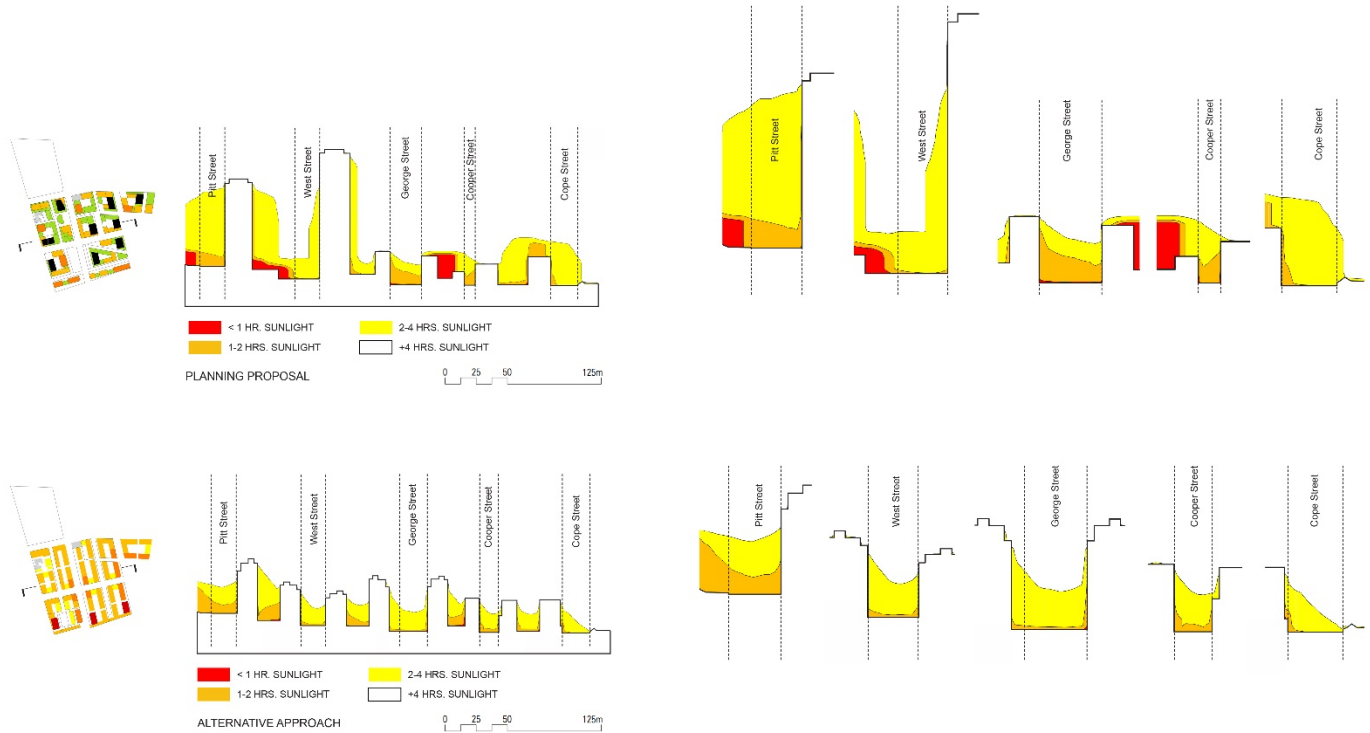 Pitt Street
West Street
George Street
Cooper Street
Cope Street
< 1 HR. SUNLIGHT
2-4 HRS. SUNLIGHT
1-2 HRS. SUNLIGHT
+4 HRS. SUNLIGHT
PLANNING PROPOSAL
0 25 50 125m
Pitt Street
West Street
George Street
Cooper Street
Cope Street
Pitt Street
West Street
George Street
Cooper Street
Cope Street
< 1 HR. SUNLIGHT
2-4 HRS. SUNLIGHT
1-2 HRS. SUNLIGHT
+4 HRS. SUNLIGHT
ALTERNATIVE APPROACH
0 25 50 125m
Pitt Street
West Street
George Street
Cooper Street
Cope Street